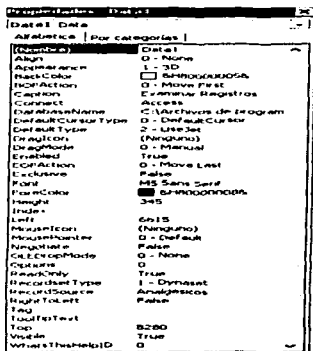 Propiedades - Data1
Data1 Data
Alfabética | Por categorías
(Nombre) Data1
Align 0 - None
Appearance 1 - 3D
BackColor &H80000005&
BOFAction 0 - Move First
Caption Examinar Registros
Connect Access
DatabaseName C:\Archivos de program
DefaultCursorType 0 - DefaultCursor
DefaultType 2 - UseJet
DragIcon (Ninguno)
DragMode 0 - Manual
Enabled True
EOFAction 0 - Move Last
Exclusive False
Font MS Sans Serif
ForeColor &H80000008&
Height 345
Index
Left 6615
MouseIcon (Ninguno)
MousePointer 0 - Default
Negotiate False
OLEDropMode 0 - None
Options 0
ReadOnly True
RecordsetType 1 - Dynaset
RecordSource Analgesicos
RightToLeft False
Tag
ToolTipText
Top 8280
Visible True
WhatsThisHelpID 0